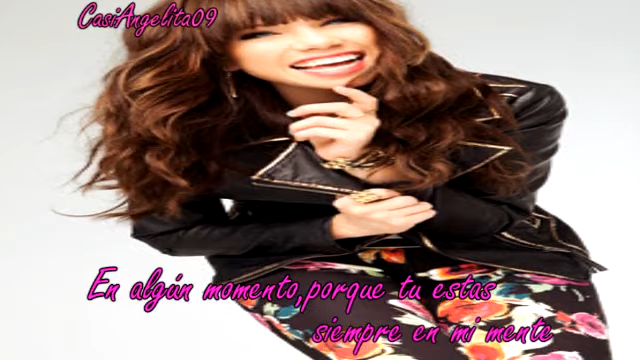 CasiAngelita09
En algún momento,porque tu estas
siempre en mi mente